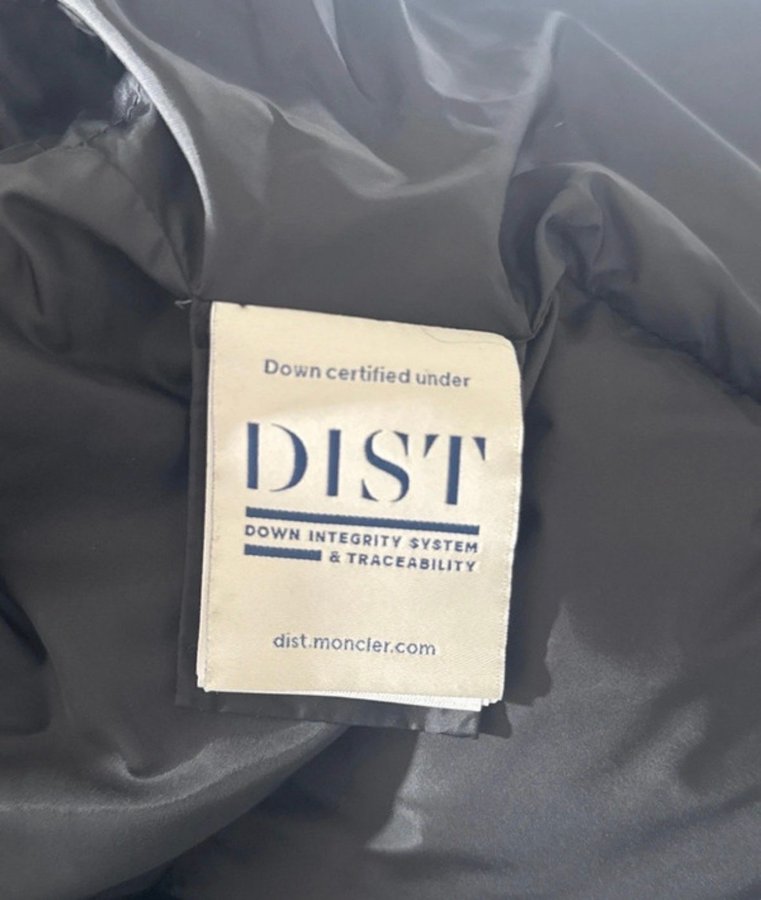 Down certified under
DIST
DOWN INTEGRITY SYSTEM
& TRACEABILITY
dist.moncler.com